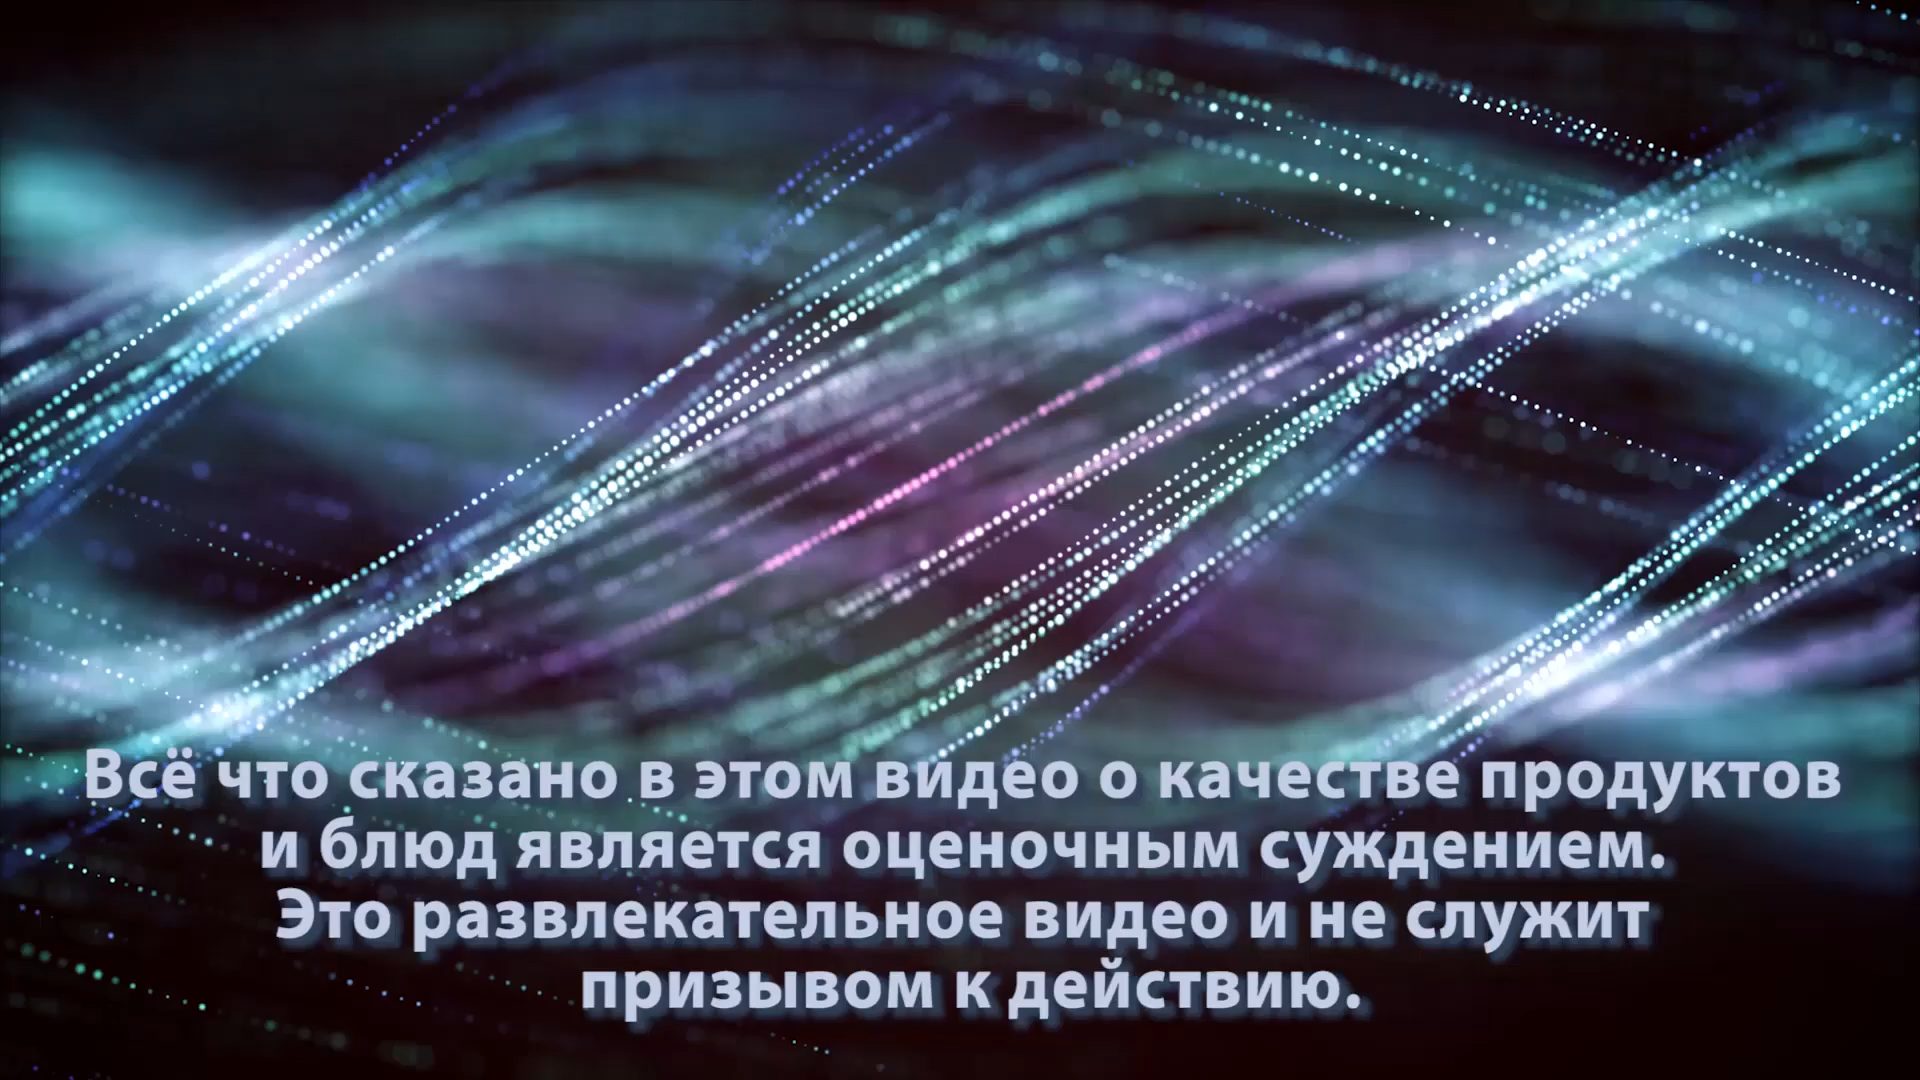 Всё что сказано в этом видео о качестве продуктов
и блюд является оценочным суждением.
Это развлекательное видео и не служит
призывом к действию.